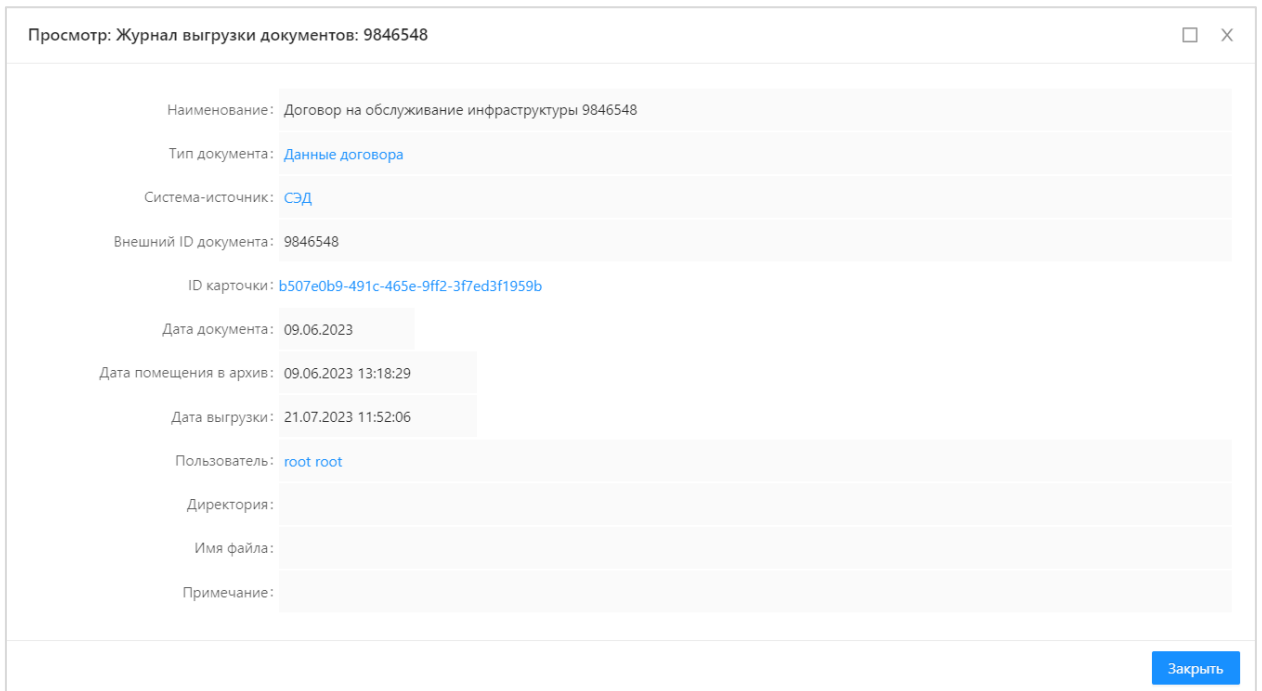 Просмотр: Журнал выгрузки документов: 9846548
Наименование: Договор на обслуживание инфраструктуры 9846548
Тип документа: Данные договора
Система-источник: СЭД
Внешний ID документа: 9846548
ID карточки: b507e0b9-491c-465e-9ff2-3f7ed3f1959b
Дата документа: 09.06.2023
Дата помещения в архив: 09.06.2023 13:18:29
Дата выгрузки: 21.07.2023 11:52:06
Пользователь: root root
Директория:
Имя файла:
Примечание:
Закрыть